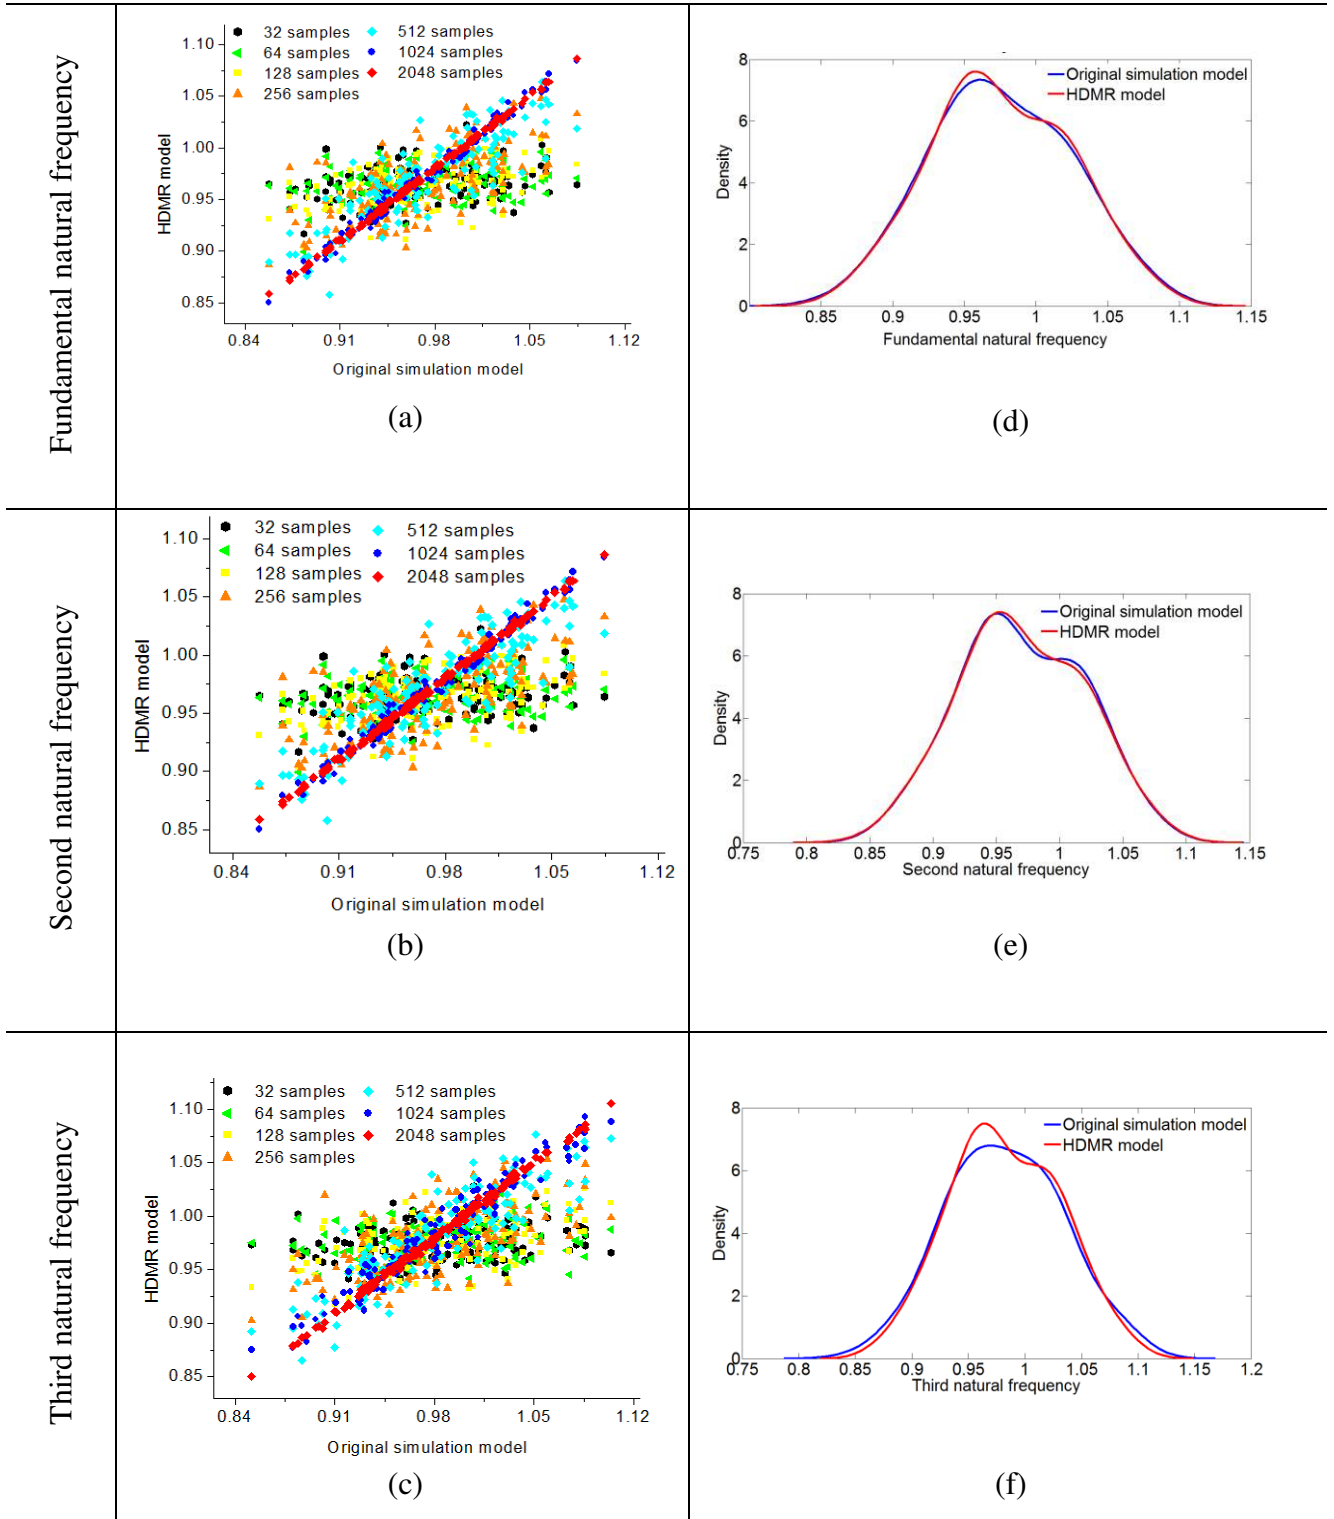 Fundamental natural frequency
32 samples
64 samples
128 samples
256 samples
512 samples
1024 samples
2048 samples
HDMR model
1.10
1.05
1.00
0.95
0.90
0.85
0.84 0.91 0.98 1.05 1.12
Original simulation model
(a)
Original simulation model
HDMR model
Density
8
6
4
2
0
0.85 0.9 0.95 1 1.05 1.1 1.15
Fundamental natural frequency
(d)
Second natural frequency
32 samples
64 samples
128 samples
256 samples
512 samples
1024 samples
2048 samples
HDMR model
1.10
1.05
1.00
0.95
0.90
0.85
0.84 0.91 0.98 1.05 1.12
Original simulation model
(b)
Original simulation model
HDMR model
Density
8
6
4
2
0
0.75 0.8 0.85 0.9 0.95 1 1.05 1.1 1.15
Second natural frequency
(e)
Third natural frequency
32 samples
64 samples
128 samples
256 samples
512 samples
1024 samples
2048 samples
HDMR model
1.10
1.05
1.00
0.95
0.90
0.85
0.84 0.91 0.98 1.05 1.12
Original simulation model
(c)
Original simulation model
HDMR model
Density
8
6
4
2
0
0.75 0.8 0.85 0.9 0.95 1 1.05 1.1 1.15 1.2
Third natural frequency
(f)